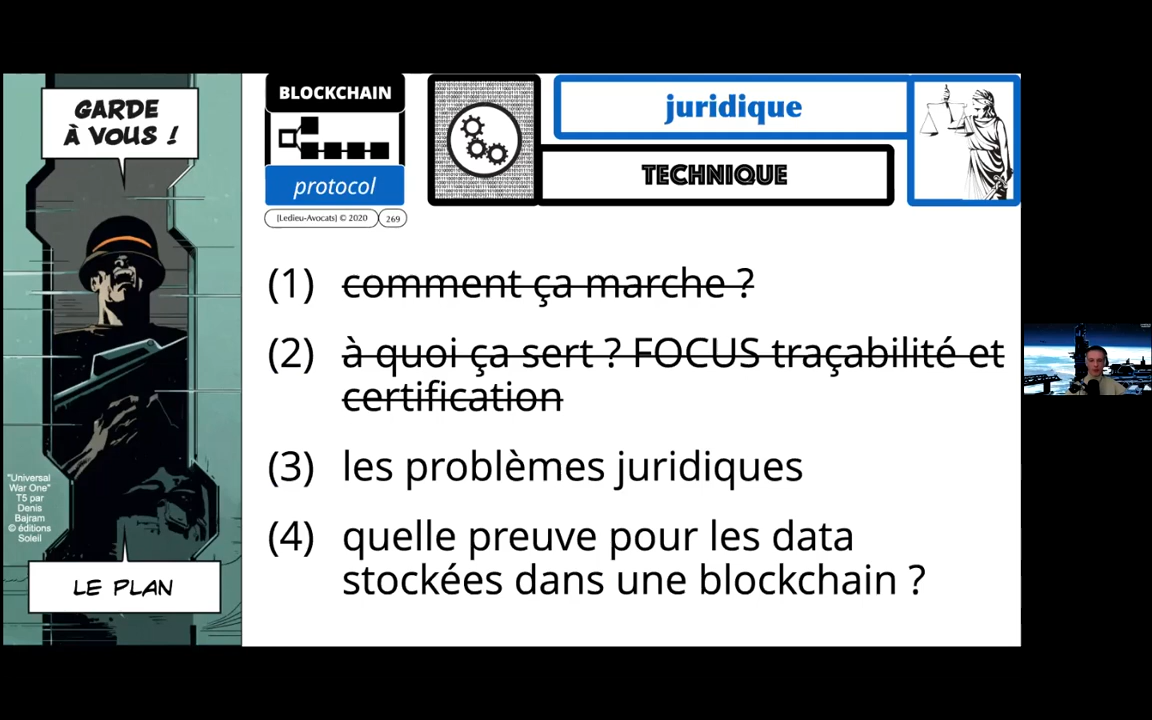 GARDE
À VOUS !
"Universal
War One"
T5 par
Denis
Bajram
© éditions
Soleil
LE PLAN
BLOCKCHAIN
protocol
[Ledieu-Avocats] © 2020
269
juridique
TECHNIQUE
(1) comment ça marche ?
(2) à quoi ça sert ? FOCUS traçabilité et
certification
(3) les problèmes juridiques
(4) quelle preuve pour les data
stockées dans une blockchain ?